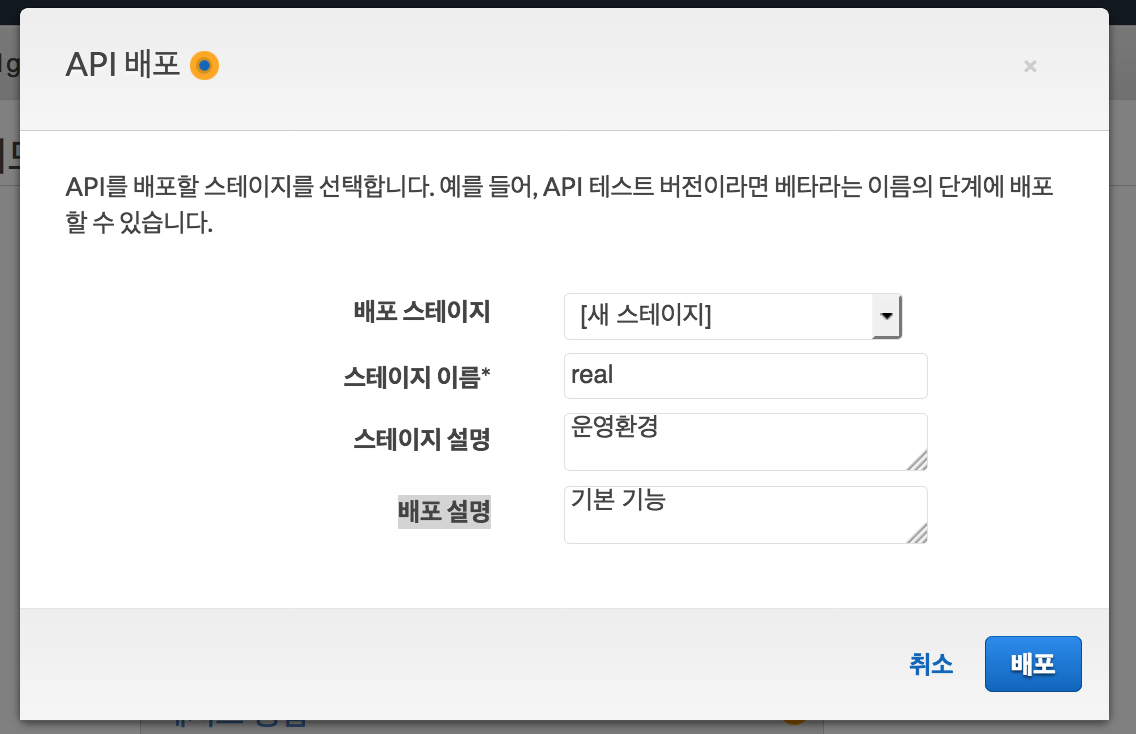 API 배포
×
API를 배포할 스테이지를 선택합니다. 예를 들어, API 테스트 버전이라면 베타라는 이름의 단계에 배포
할 수 있습니다.
배포 스테이지 [새 스테이지]
스테이지 이름* real
스테이지 설명 운영환경
배포 설명 기본 기능
취소 배포